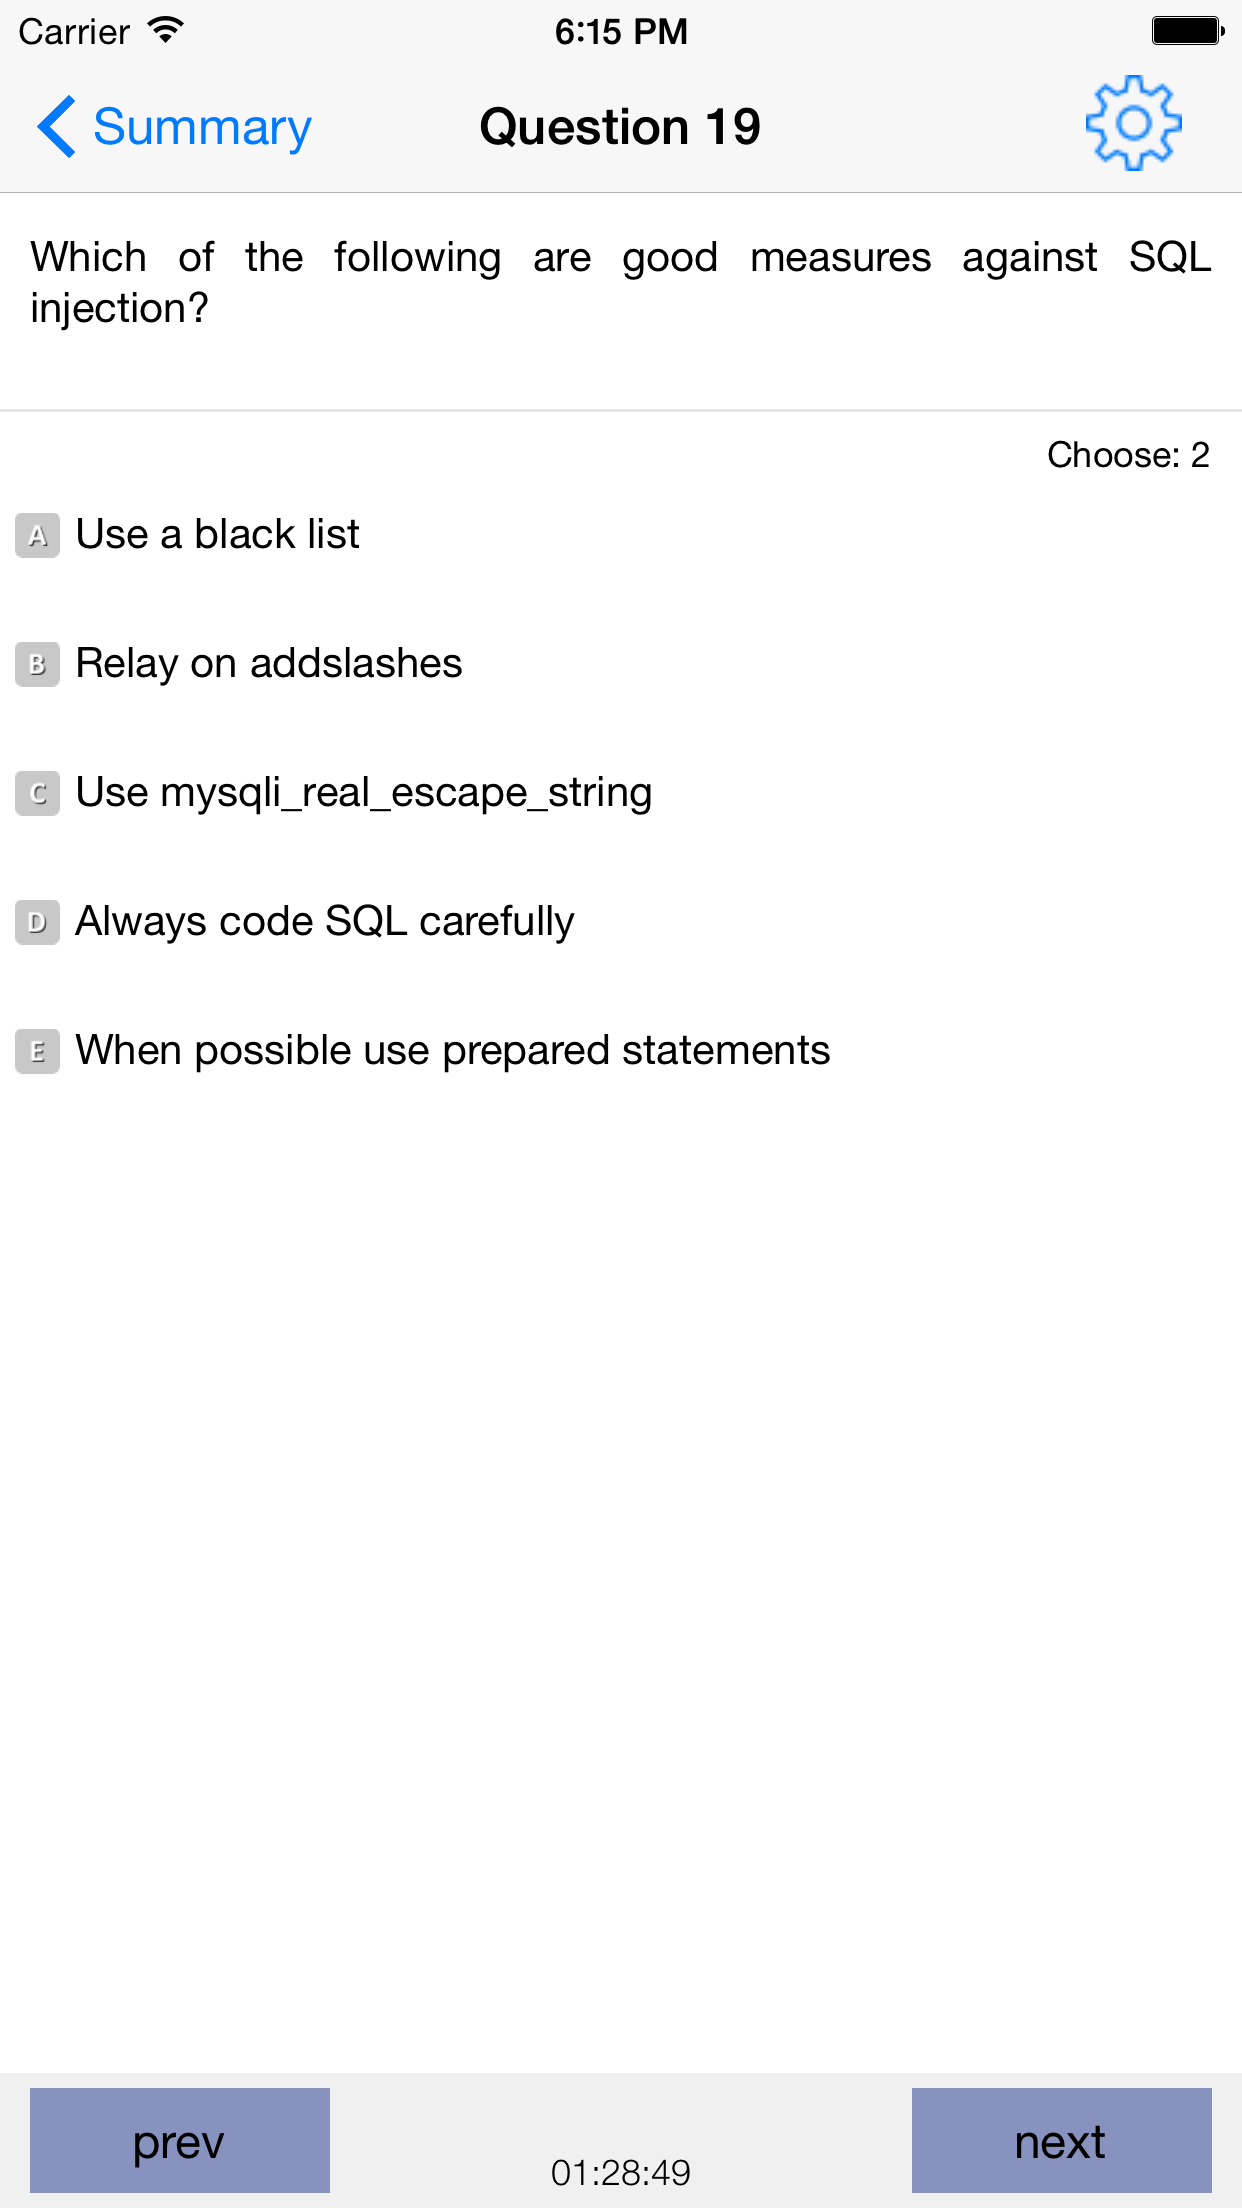 Carrier
6:15 PM
Summary
Question 19
Which of the following are good measures against SQL
injection?
Choose: 2
A Use a black list
B Relay on addslashes
C Use mysqli_real_escape_string
D Always code SQL carefully
E When possible use prepared statements
prev
01:28:49
next